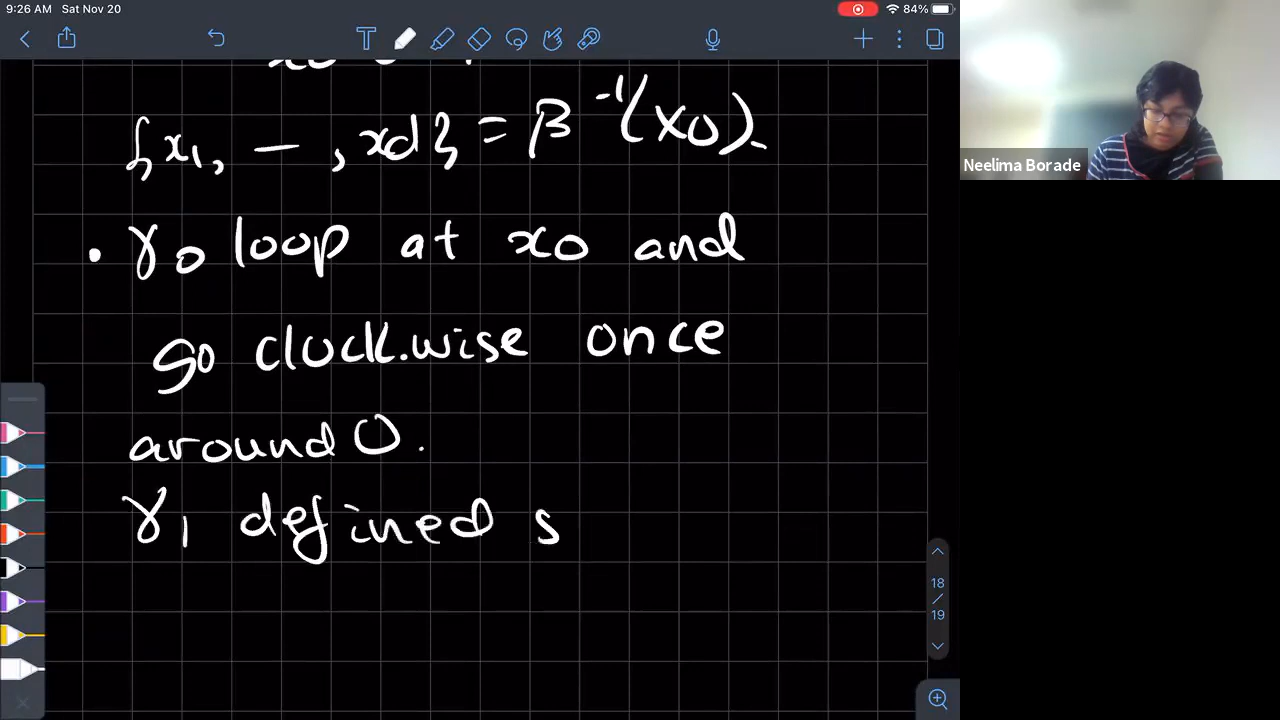 9:26 AM Sat Nov 20
84%
{x1, — , xd} = β⁻¹(x0).
• γ0 loop at x0 and
go clockwise once
around 0.
γ1 defined s
18
/
19
Neelima Borade